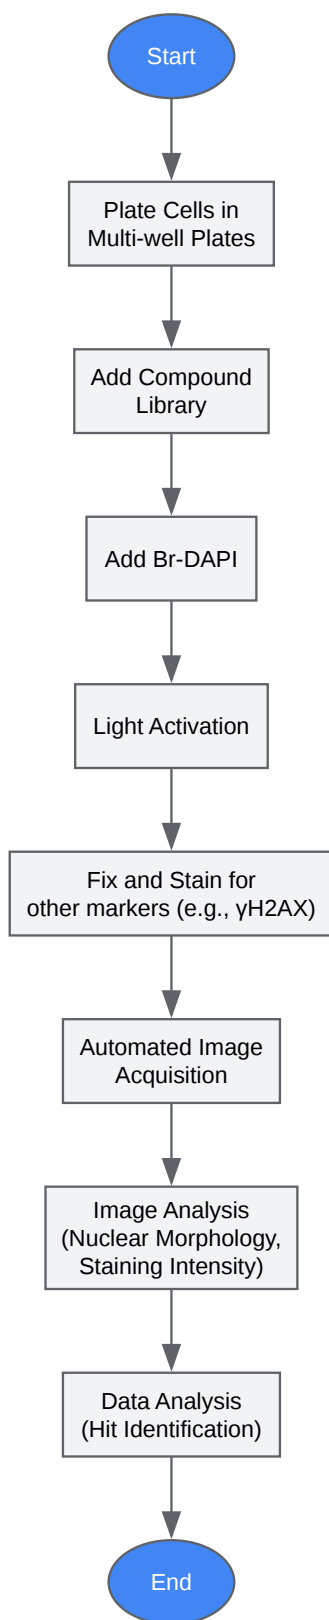 Start
Plate Cells in
Multi-well Plates
Add Compound
Library
Add Br-DAPI
Light Activation
Fix and Stain for
other markers (e.g., γH2AX)
Automated Image
Acquisition
Image Analysis
(Nuclear Morphology,
Staining Intensity)
Data Analysis
(Hit Identification)
End